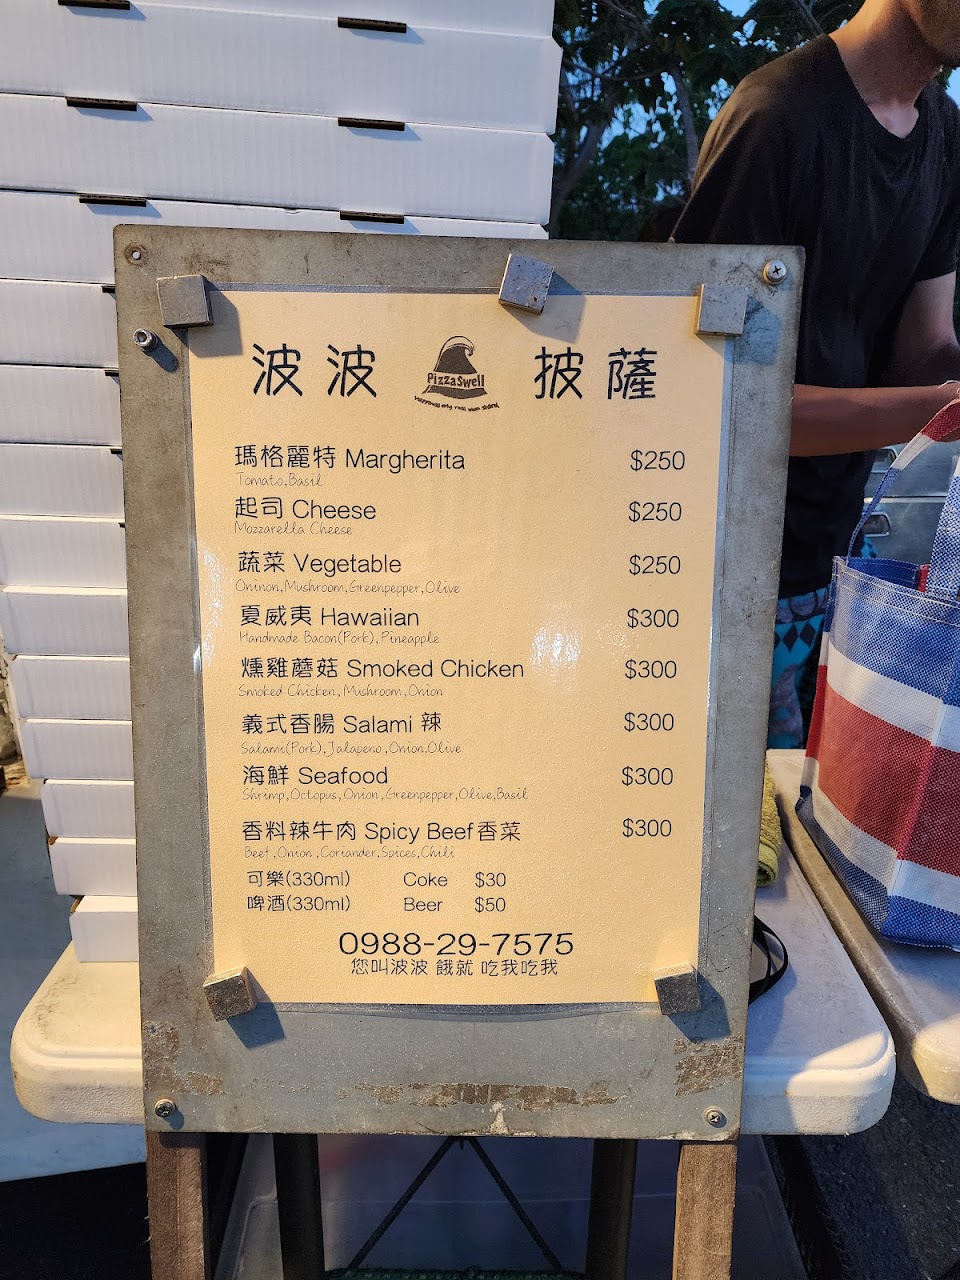 波波 PizzaSwell 披薩
瑪格麗特 Margherita $250
Tomato,Basil
起司 Cheese $250
Mozzarella Cheese
蔬菜 Vegetable $250
Oninon,Mushroom,Greenpepper,Olive
夏威夷 Hawaiian $300
Handmade Bacon(Pork),Pineapple
燻雞蘑菇 Smoked Chicken $300
Smoked Chicken,Mushroom,Onion
義式香腸 Salami 辣 $300
Salami(Pork),Jalapeno,Onion,Olive
海鮮 Seafood $300
Shrimp,Octopus,Onion,Greenpepper,Olive,Basil
香料辣牛肉 Spicy Beef香菜 $300
Beef,Onion,Coriander,Spices,Chili
可樂(330ml) Coke $30
啤酒(330ml) Beer $50
0988-29-7575
您叫波波 餓就 吃我吃我